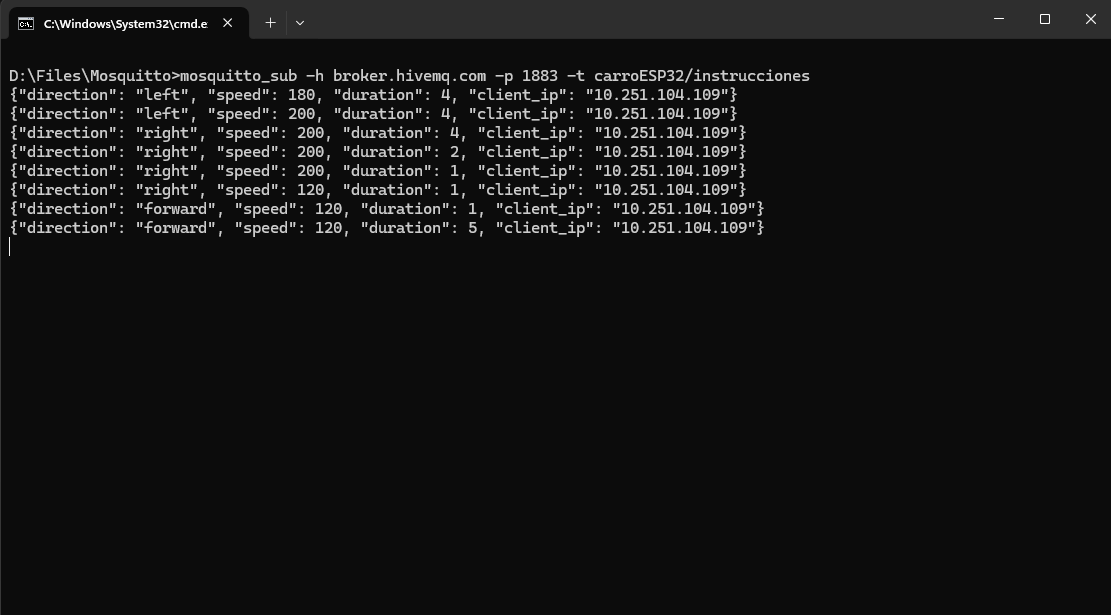 C:\Windows\System32\cmd.e
D:\Files\Mosquitto>mosquitto_sub -h broker.hivemq.com -p 1883 -t carroESP32/instrucciones
{"direction": "left", "speed": 180, "duration": 4, "client_ip": "10.251.104.109"}
{"direction": "left", "speed": 200, "duration": 4, "client_ip": "10.251.104.109"}
{"direction": "right", "speed": 200, "duration": 4, "client_ip": "10.251.104.109"}
{"direction": "right", "speed": 200, "duration": 2, "client_ip": "10.251.104.109"}
{"direction": "right", "speed": 200, "duration": 1, "client_ip": "10.251.104.109"}
{"direction": "right", "speed": 120, "duration": 1, "client_ip": "10.251.104.109"}
{"direction": "forward", "speed": 120, "duration": 1, "client_ip": "10.251.104.109"}
{"direction": "forward", "speed": 120, "duration": 5, "client_ip": "10.251.104.109"}